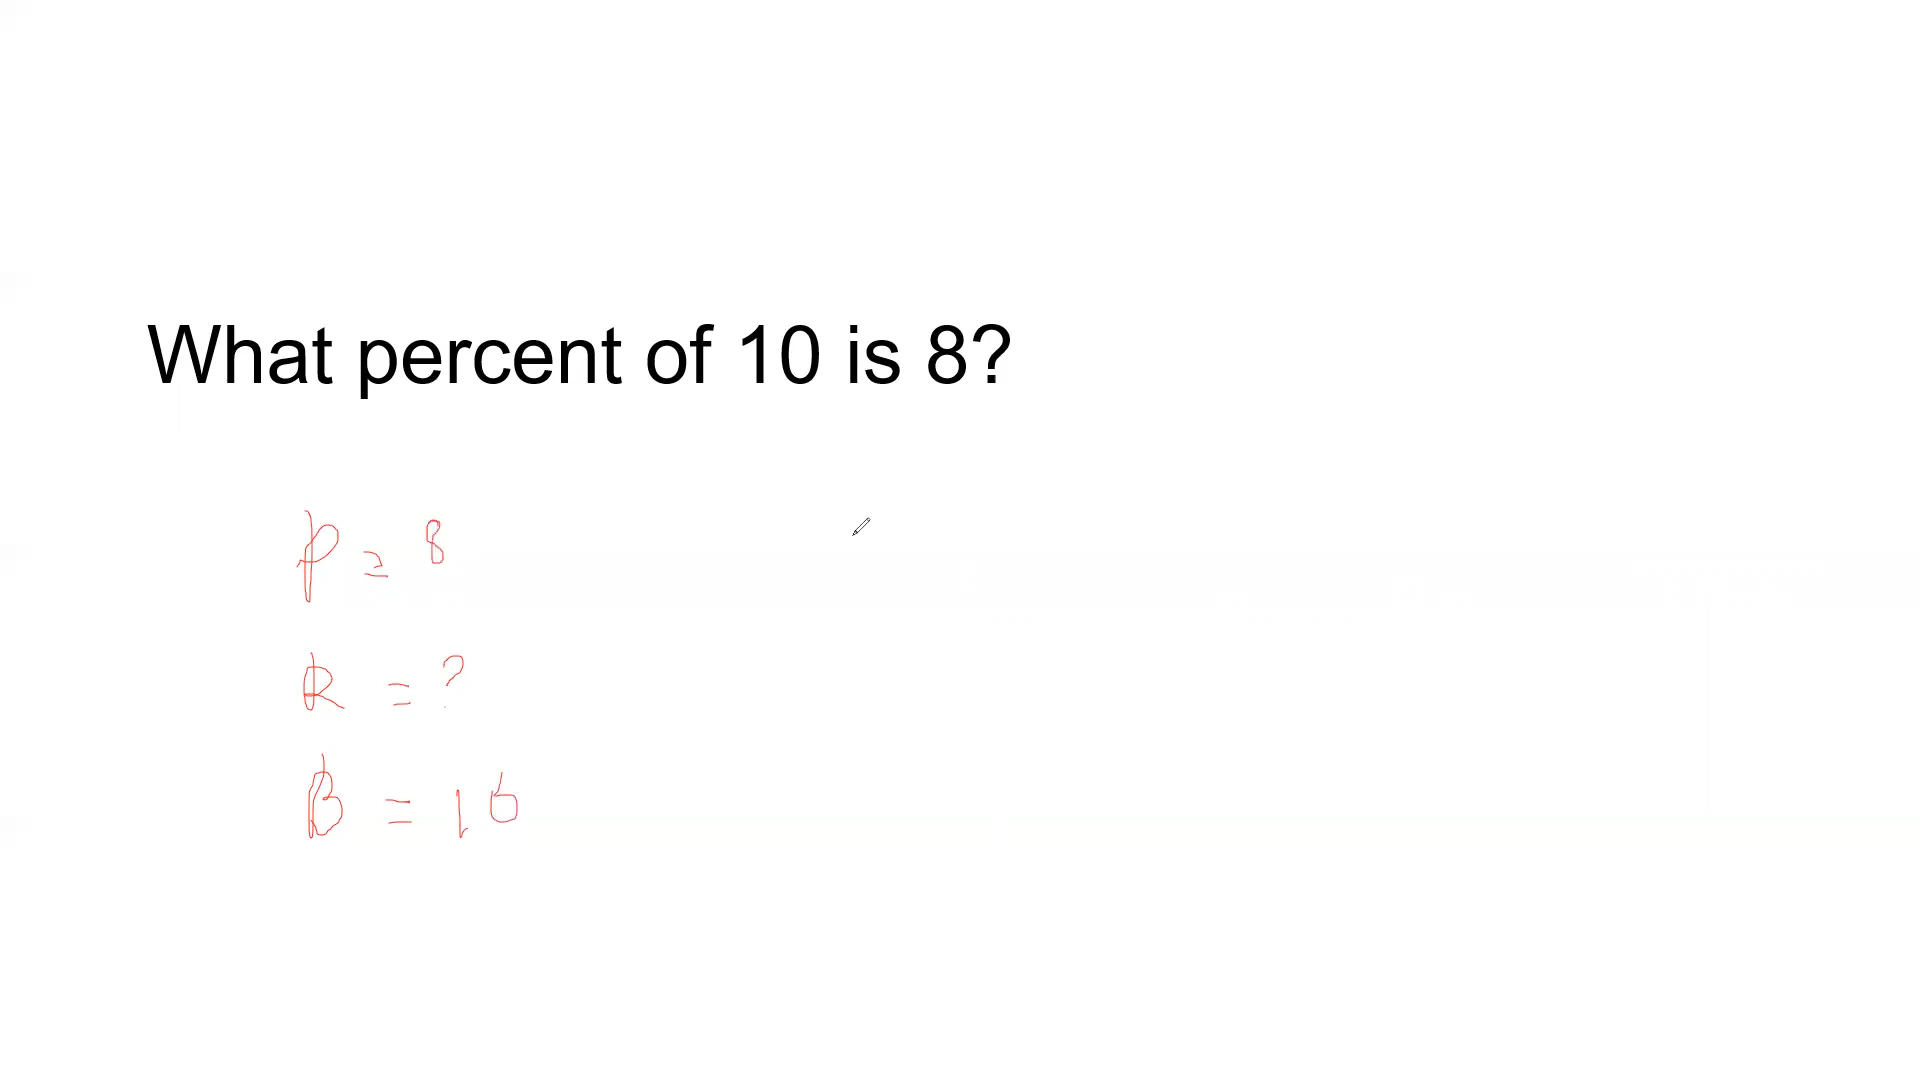 What percent of 10 is 8?
P = 8
R = ?
B = 10